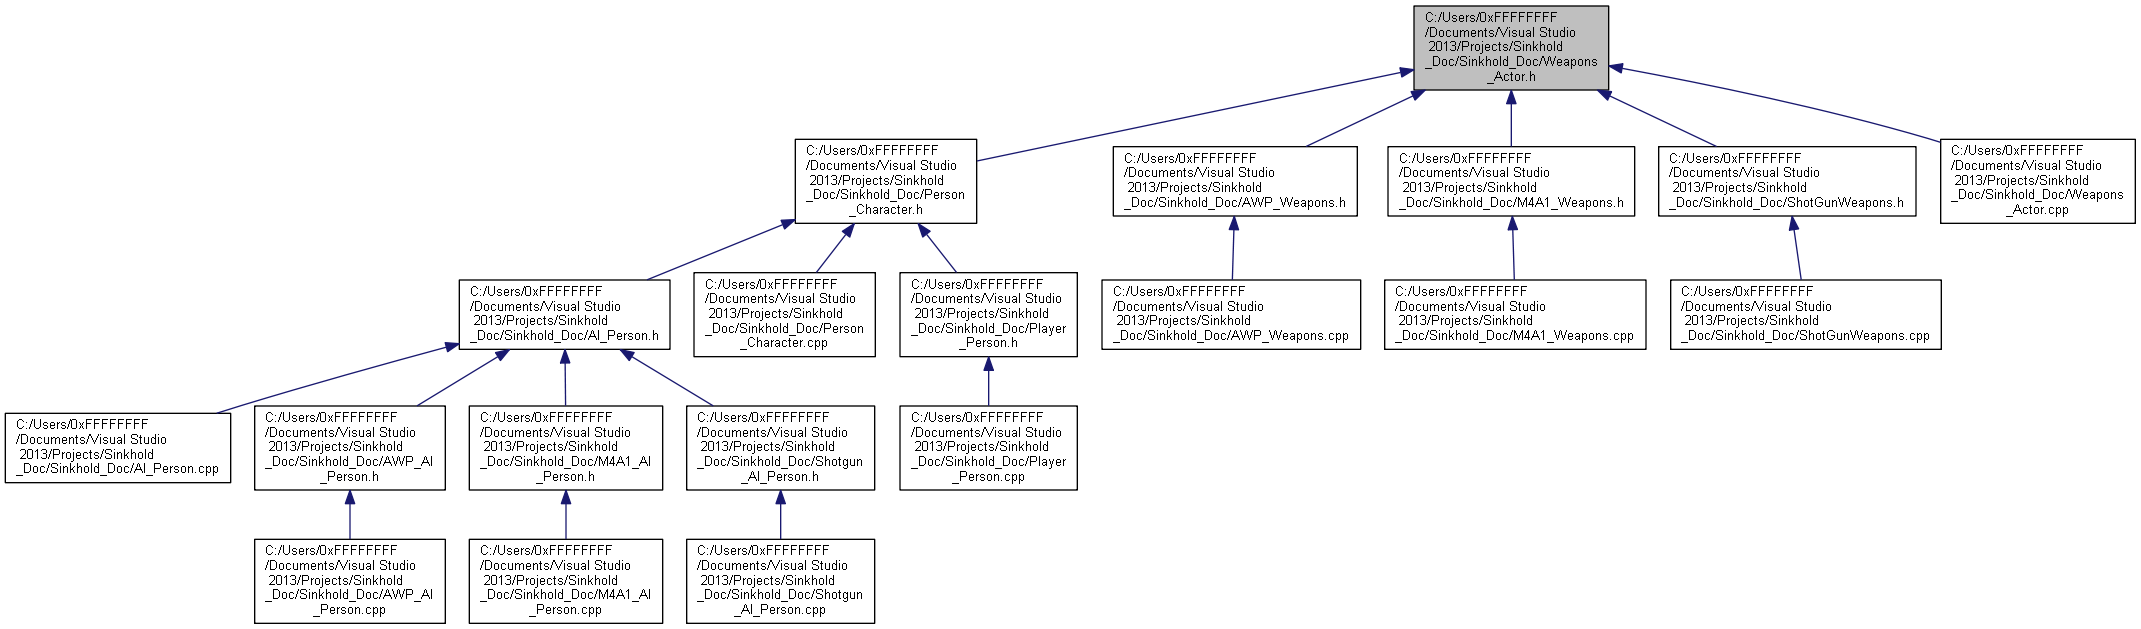 C:/Users/0xFFFFFFFF
/Documents/Visual Studio
2013/Projects/Sinkhold
_Doc/Sinkhold_Doc/Weapons
_Actor.h
C:/Users/0xFFFFFFFF
/Documents/Visual Studio
2013/Projects/Sinkhold
_Doc/Sinkhold_Doc/Person
_Character.h
C:/Users/0xFFFFFFFF
/Documents/Visual Studio
2013/Projects/Sinkhold
_Doc/Sinkhold_Doc/AWP_Weapons.h
C:/Users/0xFFFFFFFF
/Documents/Visual Studio
2013/Projects/Sinkhold
_Doc/Sinkhold_Doc/M4A1_Weapons.h
C:/Users/0xFFFFFFFF
/Documents/Visual Studio
2013/Projects/Sinkhold
_Doc/Sinkhold_Doc/ShotGunWeapons.h
C:/Users/0xFFFFFFFF
/Documents/Visual Studio
2013/Projects/Sinkhold
_Doc/Sinkhold_Doc/Weapons
_Actor.cpp
C:/Users/0xFFFFFFFF
/Documents/Visual Studio
2013/Projects/Sinkhold
_Doc/Sinkhold_Doc/AI_Person.h
C:/Users/0xFFFFFFFF
/Documents/Visual Studio
2013/Projects/Sinkhold
_Doc/Sinkhold_Doc/Person
_Character.cpp
C:/Users/0xFFFFFFFF
/Documents/Visual Studio
2013/Projects/Sinkhold
_Doc/Sinkhold_Doc/Player
_Person.h
C:/Users/0xFFFFFFFF
/Documents/Visual Studio
2013/Projects/Sinkhold
_Doc/Sinkhold_Doc/AWP_Weapons.cpp
C:/Users/0xFFFFFFFF
/Documents/Visual Studio
2013/Projects/Sinkhold
_Doc/Sinkhold_Doc/M4A1_Weapons.cpp
C:/Users/0xFFFFFFFF
/Documents/Visual Studio
2013/Projects/Sinkhold
_Doc/Sinkhold_Doc/ShotGunWeapons.cpp
C:/Users/0xFFFFFFFF
/Documents/Visual Studio
2013/Projects/Sinkhold
_Doc/Sinkhold_Doc/AI_Person.cpp
C:/Users/0xFFFFFFFF
/Documents/Visual Studio
2013/Projects/Sinkhold
_Doc/Sinkhold_Doc/AWP_AI
_Person.h
C:/Users/0xFFFFFFFF
/Documents/Visual Studio
2013/Projects/Sinkhold
_Doc/Sinkhold_Doc/M4A1_AI
_Person.h
C:/Users/0xFFFFFFFF
/Documents/Visual Studio
2013/Projects/Sinkhold
_Doc/Sinkhold_Doc/Shotgun
_AI_Person.h
C:/Users/0xFFFFFFFF
/Documents/Visual Studio
2013/Projects/Sinkhold
_Doc/Sinkhold_Doc/Player
_Person.cpp
C:/Users/0xFFFFFFFF
/Documents/Visual Studio
2013/Projects/Sinkhold
_Doc/Sinkhold_Doc/AWP_AI
_Person.cpp
C:/Users/0xFFFFFFFF
/Documents/Visual Studio
2013/Projects/Sinkhold
_Doc/Sinkhold_Doc/M4A1_AI
_Person.cpp
C:/Users/0xFFFFFFFF
/Documents/Visual Studio
2013/Projects/Sinkhold
_Doc/Sinkhold_Doc/Shotgun
_AI_Person.cpp